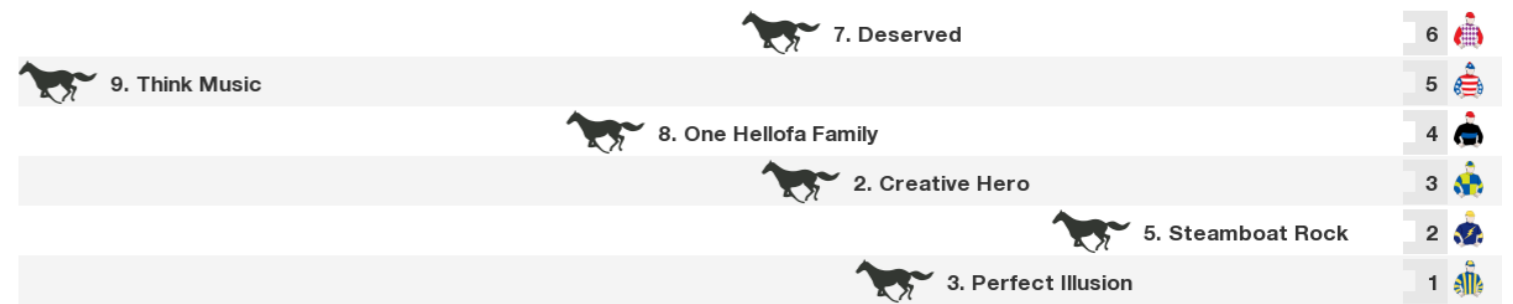 7. Deserved 6
9. Think Music 5
8. One Hellofa Family 4
2. Creative Hero 3
5. Steamboat Rock 2
3. Perfect Illusion 1